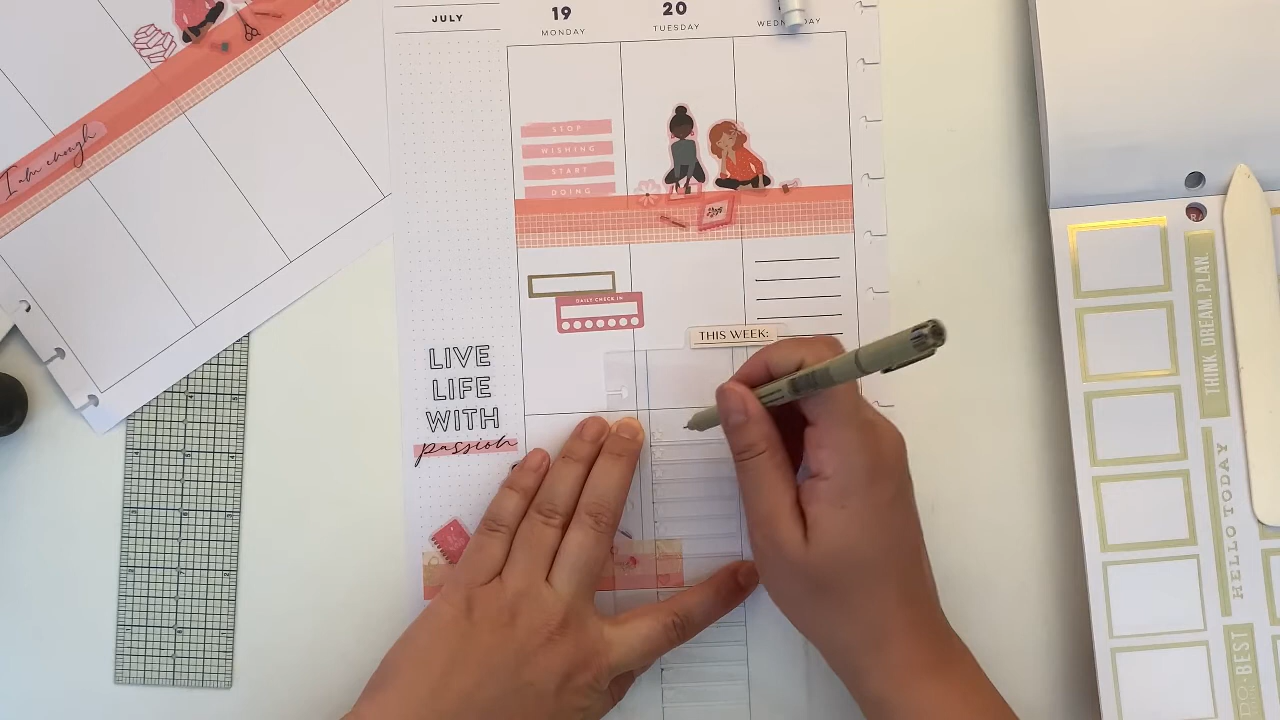 JULY
19
MONDAY
20
TUESDAY
STOP
WISHING
START
DOING
I am enough
DAILY CHECK IN
THIS WEEK:
LIVE
LIFE
WITH
passion
THINK. DREAM. PLAN.
HELLO TODAY
BEST